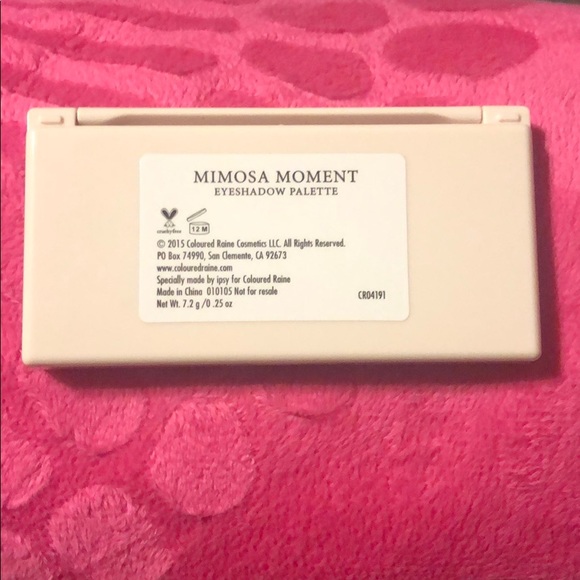 MIMOSA MOMENT
EYESHADOW PALETTE
crueltyfree
12 M
© 2015 Coloured Raine Cosmetics LLC. All Rights Reserved.
PO Box 74990, San Clemente, CA 92673
www.colouredraine.com
Specially made by ipsy for Coloured Raine
Made in China 010105 Not for resale
Net Wt. 7.2 g/0 .25 oz
CR04191